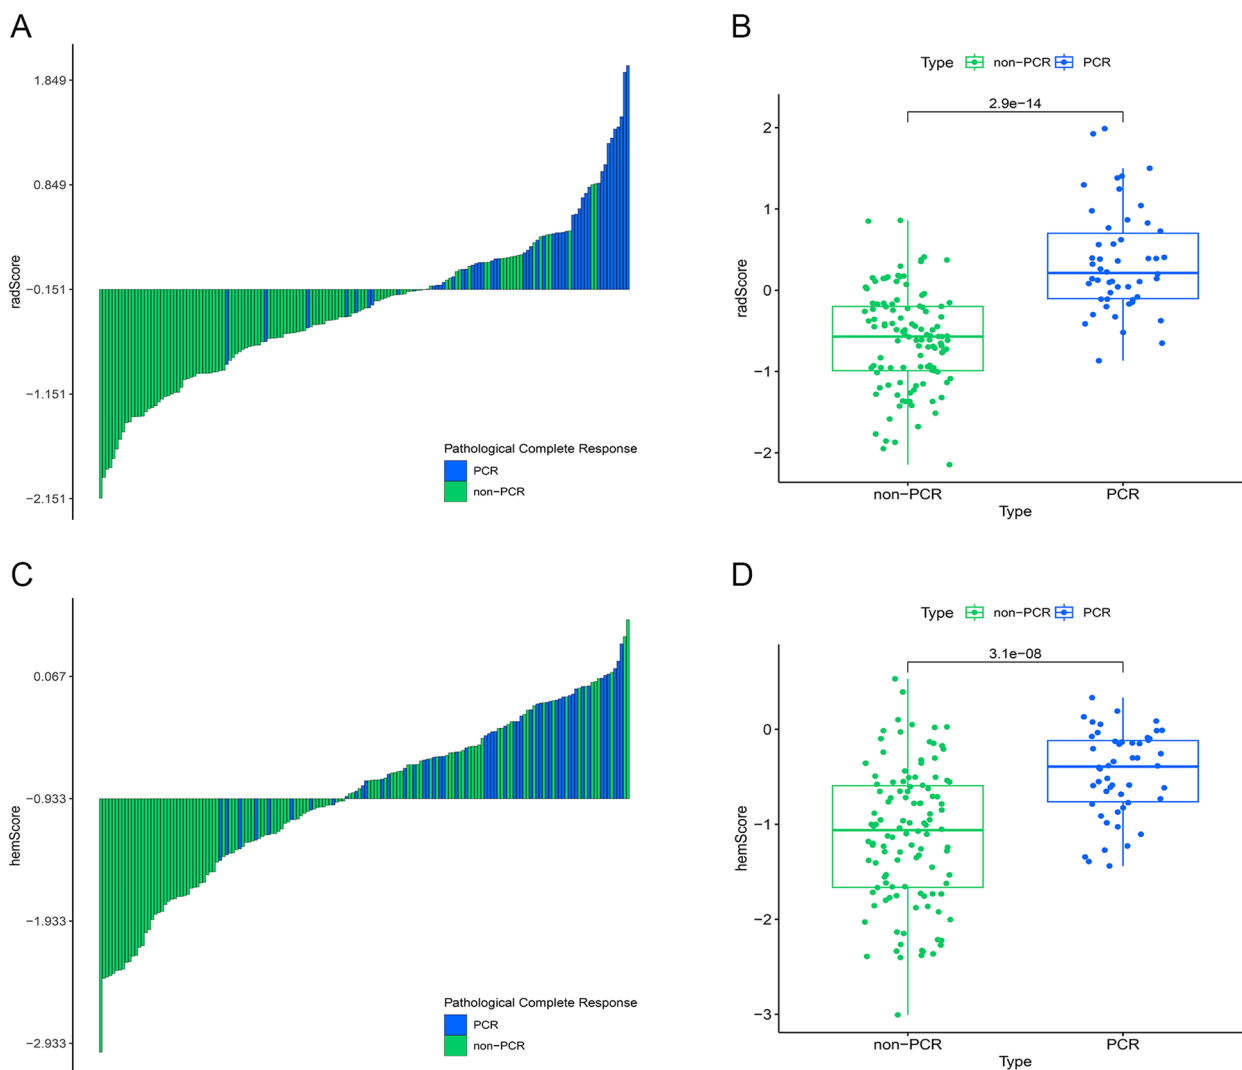 A
1.849
0.849
−0.151
−1.151
−2.151
radScore
Pathological Complete Response
PCR
non−PCR
B
Type non−PCR PCR
2.9e−14
2
1
0
−1
−2
radScore
non−PCR PCR
Type
C
0.067
−0.933
−1.933
−2.933
hemScore
Pathological Complete Response
PCR
non−PCR
D
Type non−PCR PCR
3.1e−08
0
−1
−2
−3
hemScore
non−PCR PCR
Type